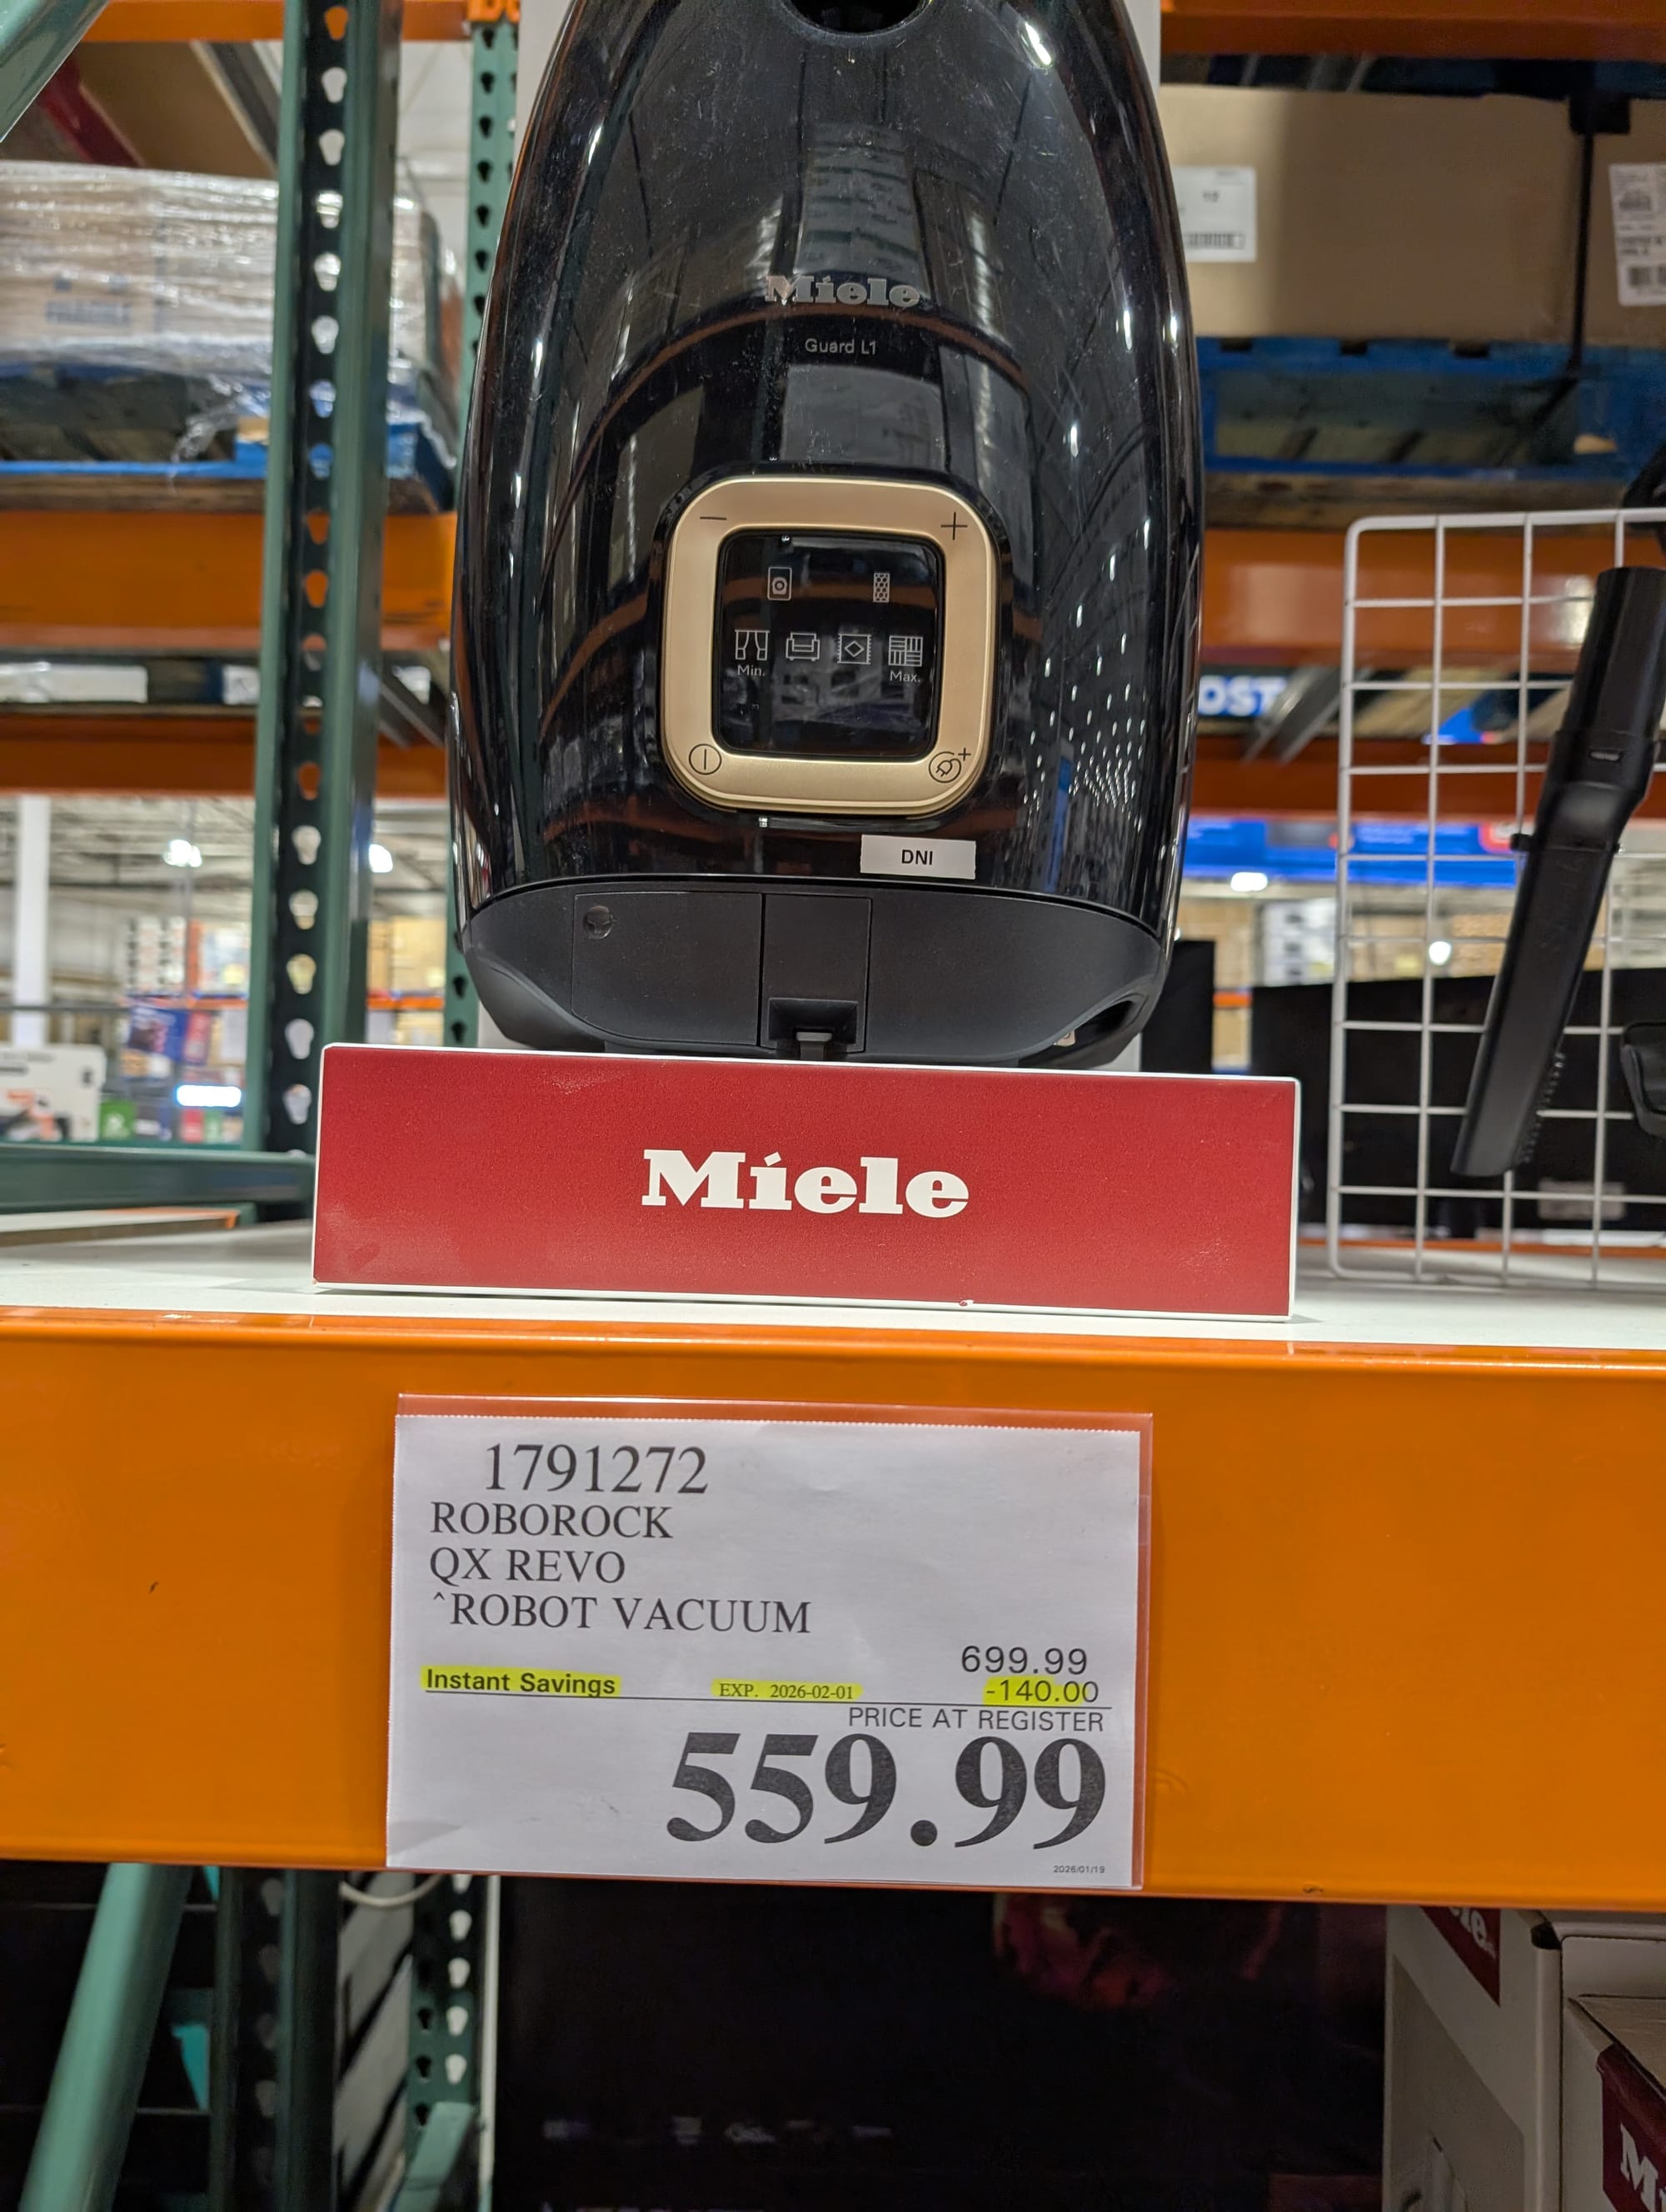 Miele
Guard L1
Min.
Max.
DNI
OST
Miele
1791272
ROBOROCK
QX REVO
^ROBOT VACUUM
699.99
Instant Savings EXP. 2026-02-01 -140.00
PRICE AT REGISTER
559.99
2026/01/19